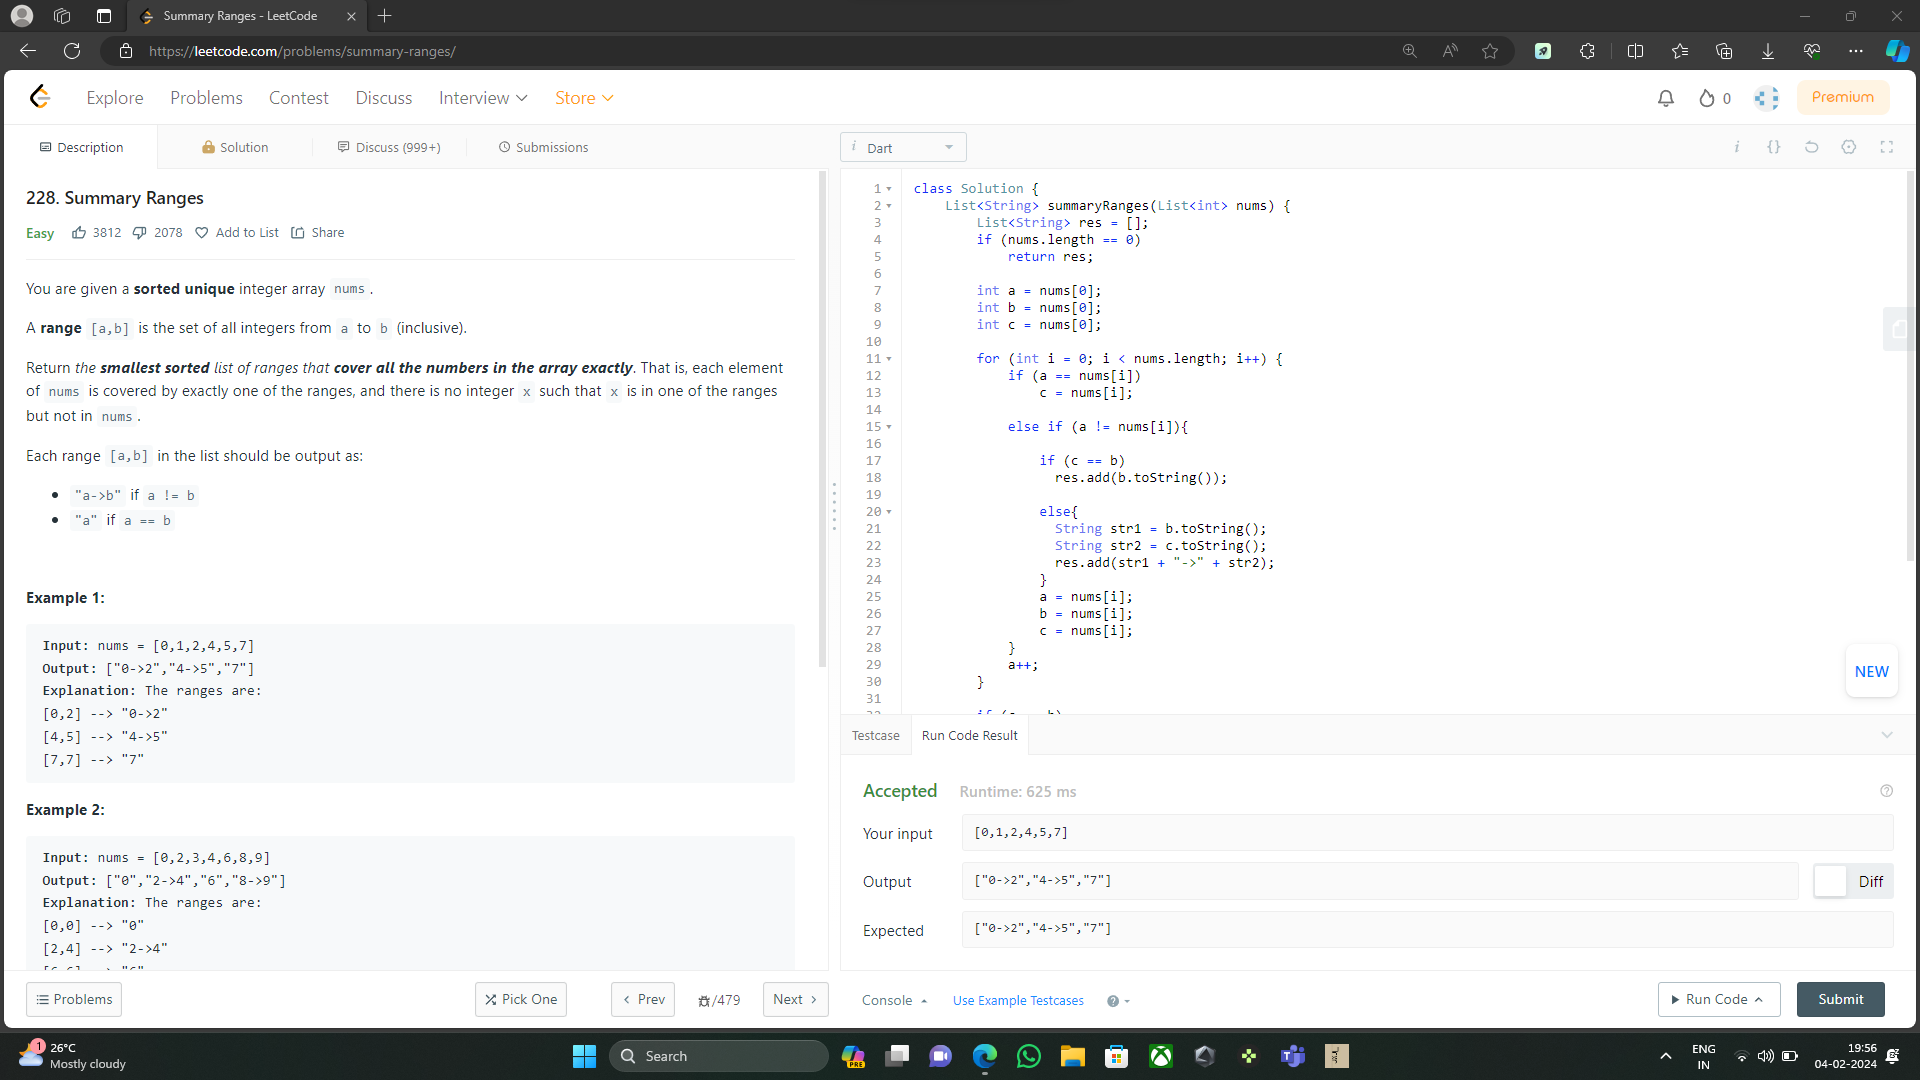 Summary Ranges - LeetCode
https://leetcode.com/problems/summary-ranges/
Explore Problems Contest Discuss Interview Store
0
Premium
Description Solution Discuss (999+) Submissions
228. Summary Ranges
Easy 3812 2078 Add to List Share
You are given a sorted unique integer array nums.
A range [a,b] is the set of all integers from a to b (inclusive).
Return the smallest sorted list of ranges that cover all the numbers in the array exactly. That is, each element
of nums is covered by exactly one of the ranges, and there is no integer x such that x is in one of the ranges
but not in nums.
Each range [a,b] in the list should be output as:
"a->b" if a != b
"a" if a == b
Example 1:
Input: nums = [0,1,2,4,5,7]
Output: ["0->2","4->5","7"]
Explanation: The ranges are:
[0,2] --> "0->2"
[4,5] --> "4->5"
[7,7] --> "7"
Example 2:
Input: nums = [0,2,3,4,6,8,9]
Output: ["0","2->4","6","8->9"]
Explanation: The ranges are:
[0,0] --> "0"
[2,4] --> "2->4"
Problems
Pick One
Prev
/479
Next
i Dart
i {}
1 class Solution {
2 List<String> summaryRanges(List<int> nums) {
3 List<String> res = [];
4 if (nums.length == 0)
5 return res;
6
7 int a = nums[0];
8 int b = nums[0];
9 int c = nums[0];
10
11 for (int i = 0; i < nums.length; i++) {
12 if (a == nums[i])
13 c = nums[i];
14
15 else if (a != nums[i]){
16
17 if (c == b)
18 res.add(b.toString());
19
20 else{
21 String str1 = b.toString();
22 String str2 = c.toString();
23 res.add(str1 + "->" + str2);
24 }
25 a = nums[i];
26 b = nums[i];
27 c = nums[i];
28 }
29 a++;
30 }
31
NEW
Testcase Run Code Result
Accepted Runtime: 625 ms
Your input [0,1,2,4,5,7]
Output ["0->2","4->5","7"] Diff
Expected ["0->2","4->5","7"]
Console Use Example Testcases
Run Code
Submit
1
26°C
Mostly cloudy
Search
PRE
ENG
IN
19:56
04-02-2024